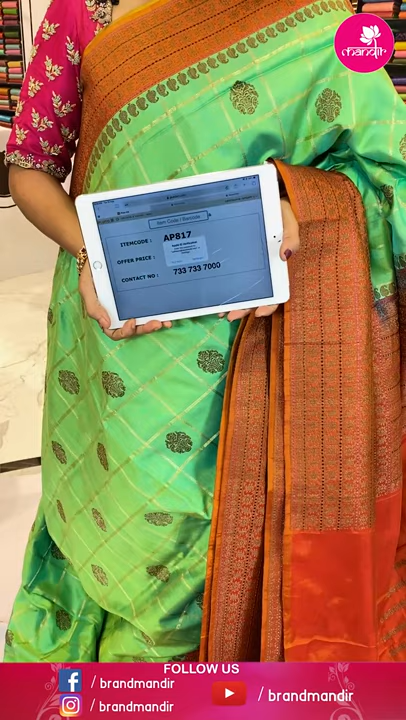 mandir
Item Code / Barcode
ITEMCODE : AP817
OFFER PRICE :
CONTACT NO : 733 733 7000
FOLLOW US
f / brandmandir
/ brandmandir
/ brandmandir